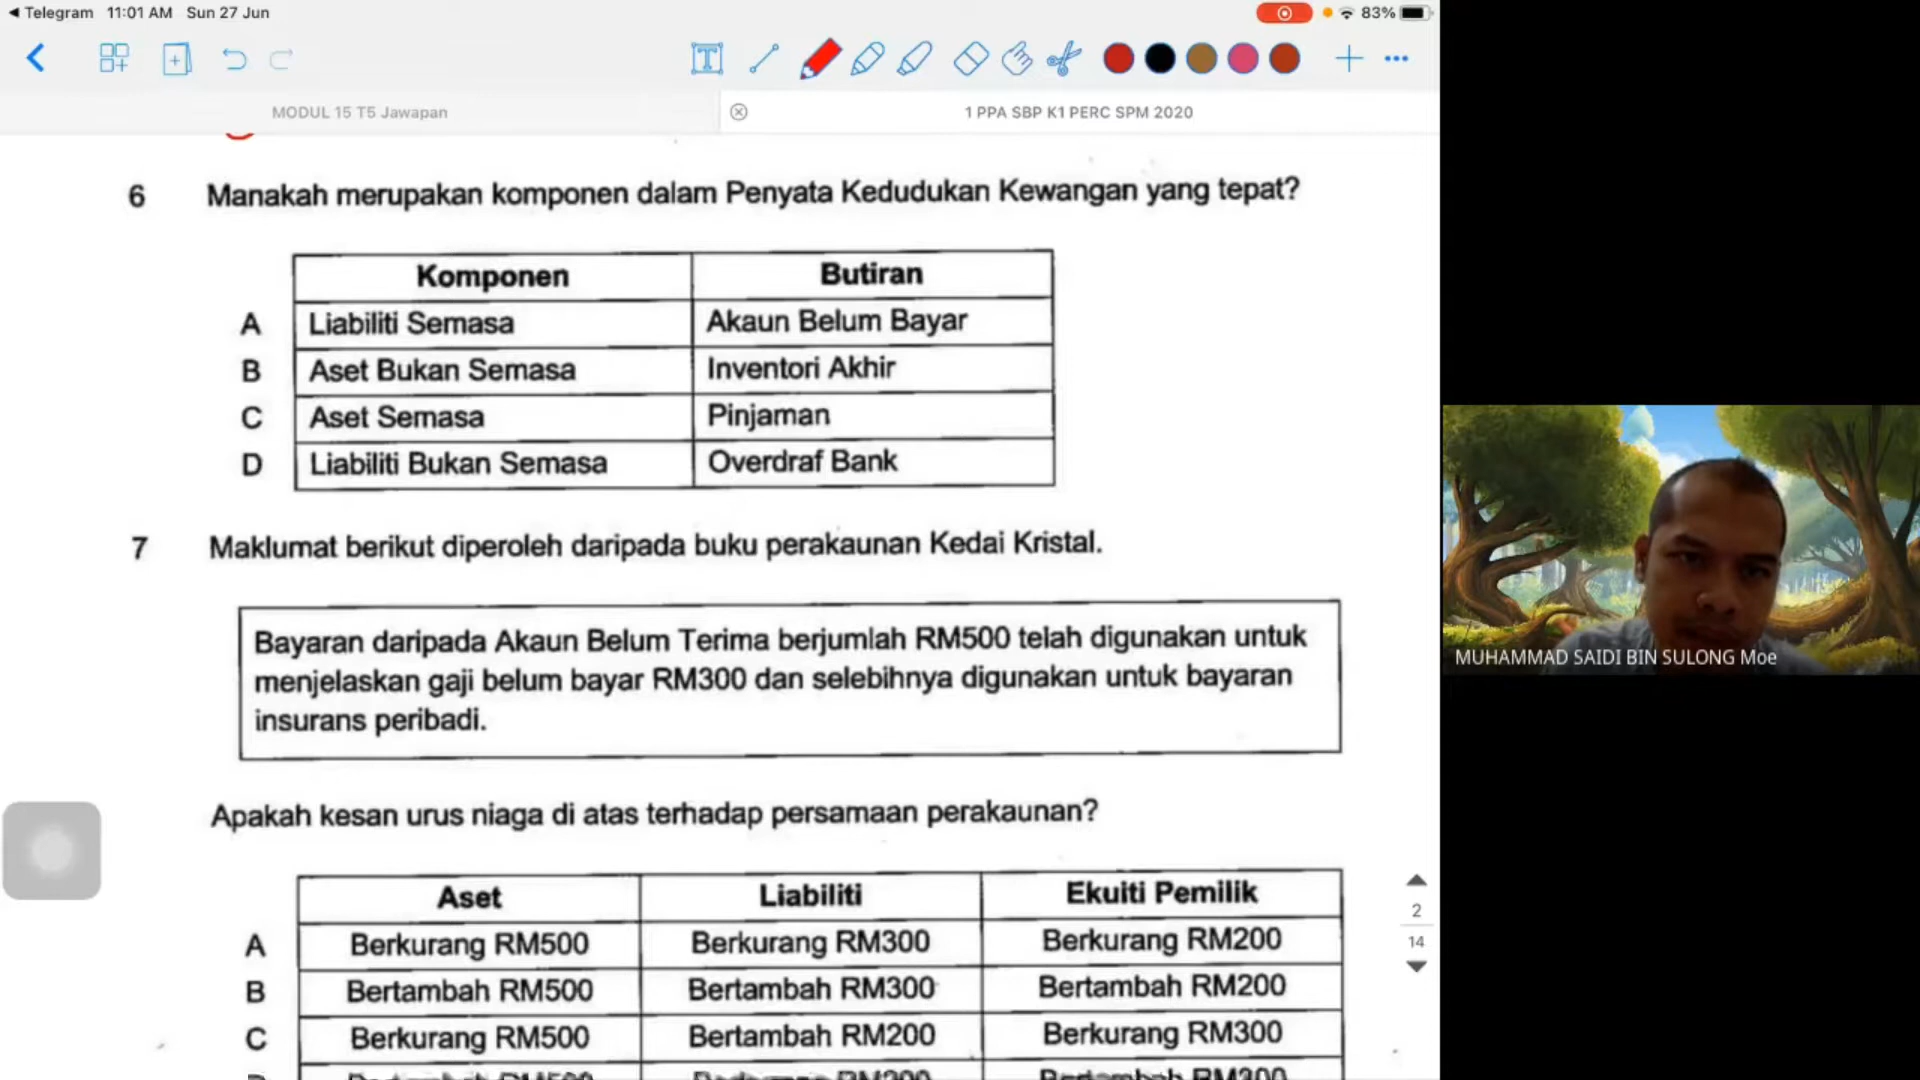 Telegram 11:01 AM Sun 27 Jun 83%
MODUL 15 T5 Jawapan
1 PPA SBP K1 PERC SPM 2020
6 Manakah merupakan komponen dalam Penyata Kedudukan Kewangan yang tepat?
Komponen Butiran
A Liabiliti Semasa Akaun Belum Bayar
B Aset Bukan Semasa Inventori Akhir
C Aset Semasa Pinjaman
D Liabiliti Bukan Semasa Overdraf Bank
7 Maklumat berikut diperoleh daripada buku perakaunan Kedai Kristal.
Bayaran daripada Akaun Belum Terima berjumlah RM500 telah digunakan untuk
menjelaskan gaji belum bayar RM300 dan selebihnya digunakan untuk bayaran
insurans peribadi.
Apakah kesan urus niaga di atas terhadap persamaan perakaunan?
Aset Liabiliti Ekuiti Pemilik
A Berkurang RM500 Berkurang RM300 Berkurang RM200
B Bertambah RM500 Bertambah RM300 Bertambah RM200
C Berkurang RM500 Bertambah RM200 Berkurang RM300
2
14
MUHAMMAD SAIDI BIN SULONG Moe